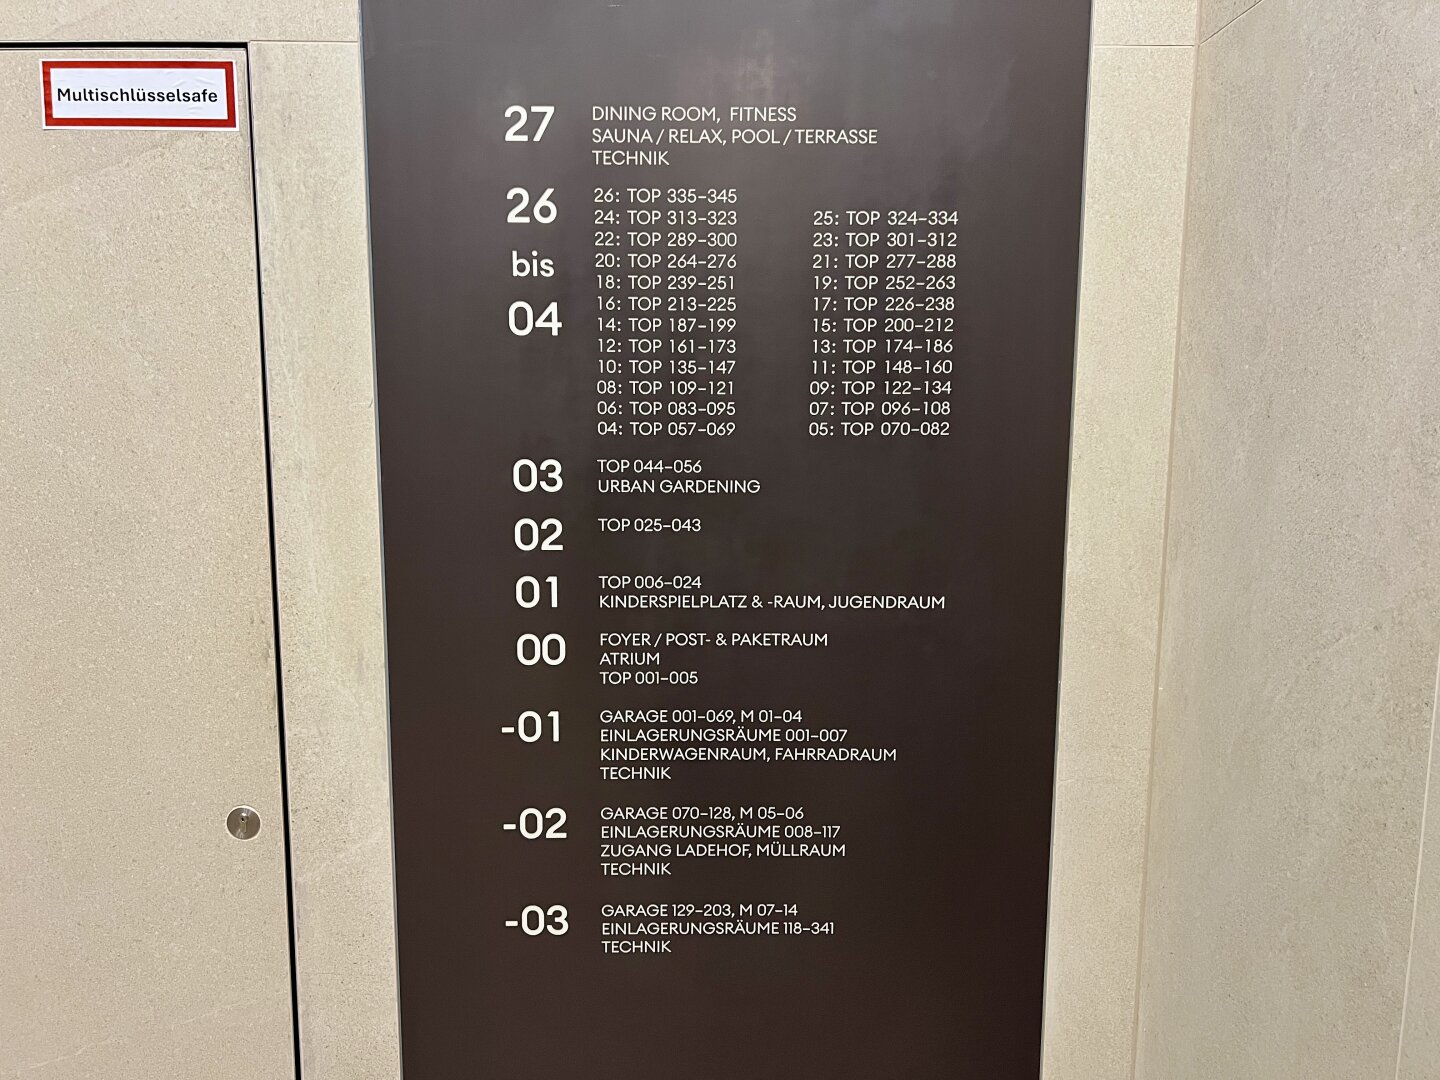 Multischlüsselsafe
27 DINING ROOM, FITNESS
SAUNA / RELAX, POOL / TERRASSE
TECHNIK
26 bis 04
26: TOP 335–345
24: TOP 313–323 25: TOP 324–334
22: TOP 289–300 23: TOP 301–312
20: TOP 264–276 21: TOP 277–288
18: TOP 239–251 19: TOP 252–263
16: TOP 213–225 17: TOP 226–238
14: TOP 187–199 15: TOP 200–212
12: TOP 161–173 13: TOP 174–186
10: TOP 135–147 11: TOP 148–160
08: TOP 109–121 09: TOP 122–134
06: TOP 083–095 07: TOP 096–108
04: TOP 057–069 05: TOP 070–082
03 TOP 044–056
URBAN GARDENING
02 TOP 025–043
01 TOP 006–024
KINDERSPIELPLATZ & -RAUM, JUGENDRAUM
00 FOYER / POST- & PAKETRAUM
ATRIUM
TOP 001–005
-01 GARAGE 001–069, M 01–04
EINLAGERUNGSRÄUME 001–007
KINDERWAGENRAUM, FAHRRADRAUM
TECHNIK
-02 GARAGE 070–128, M 05–06
EINLAGERUNGSRÄUME 008–117
ZUGANG LADEHOF, MÜLLRAUM
TECHNIK
-03 GARAGE 129–203, M 07–14
EINLAGERUNGSRÄUME 118–341
TECHNIK